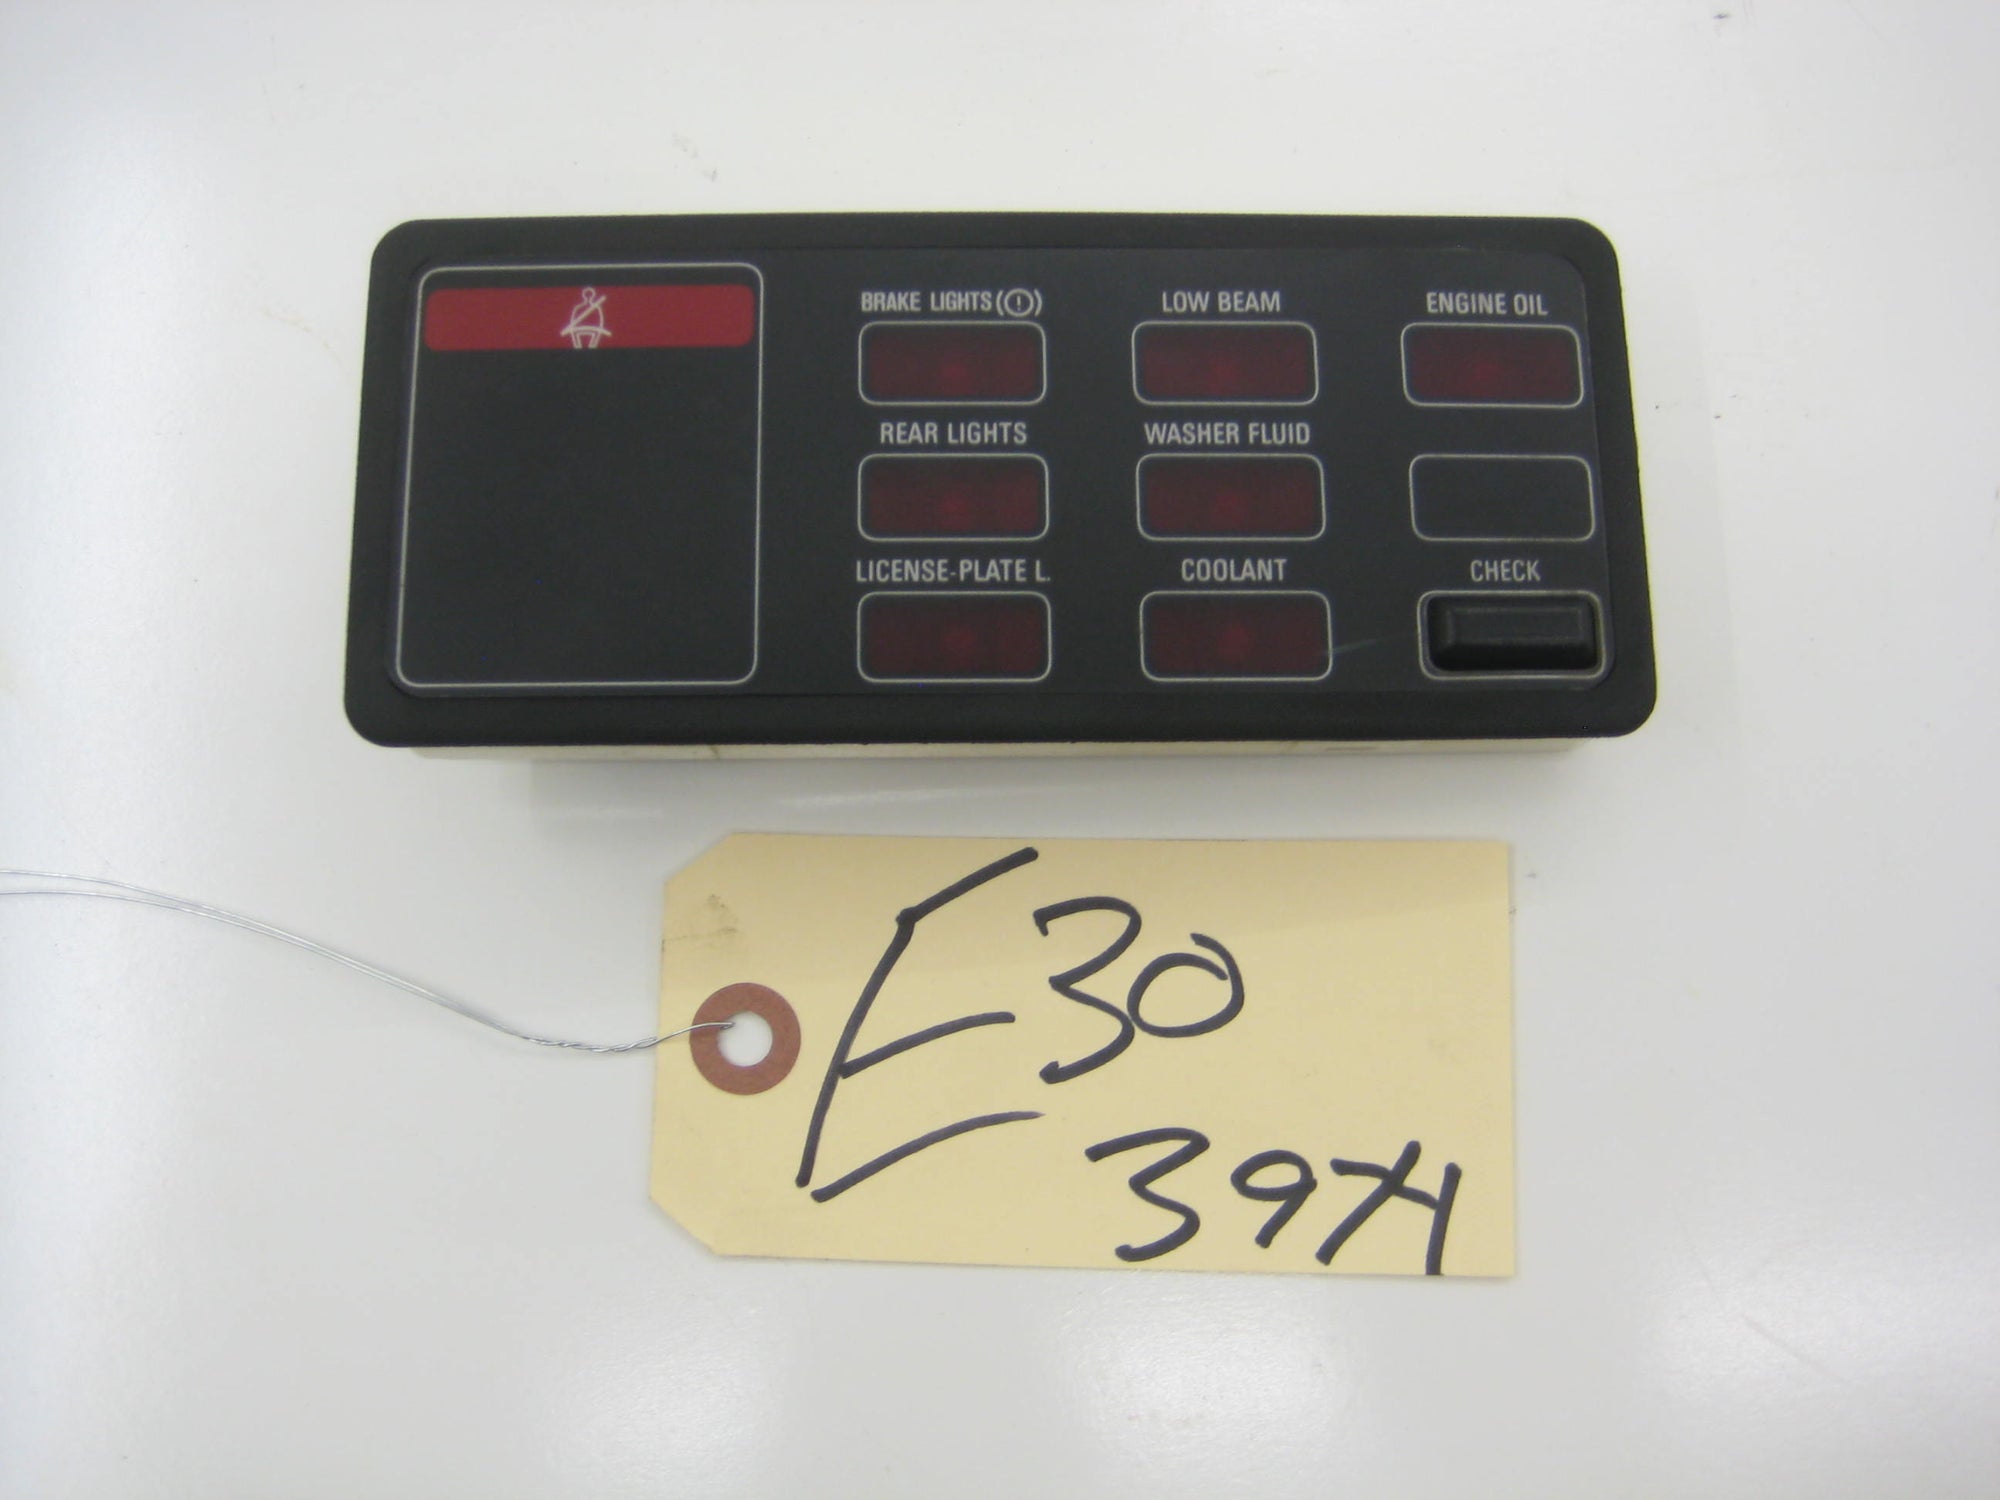 BRAKE LIGHTS (!) LOW BEAM ENGINE OIL
REAR LIGHTS WASHER FLUID
LICENSE-PLATE L. COOLANT CHECK
E30
3974